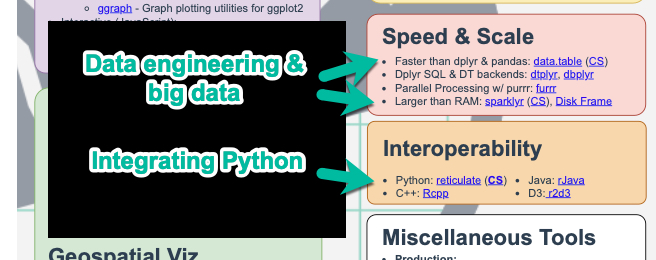 ggraph - Graph plotting utilities for ggplot2
Interactive (JavaScript):
Data engineering &
big data
Integrating Python
Geospatial Viz
Speed & Scale
Faster than dplyr & pandas: data.table (CS)
Dplyr SQL & DT backends: dtplyr, dbplyr
Parallel Processing w/ purrr: furrr
Larger than RAM: sparklyr (CS), Disk Frame
Interoperability
Python: reticulate (CS)
C++: Rcpp
Java: rJava
D3: r2d3
Miscellaneous Tools
Production: